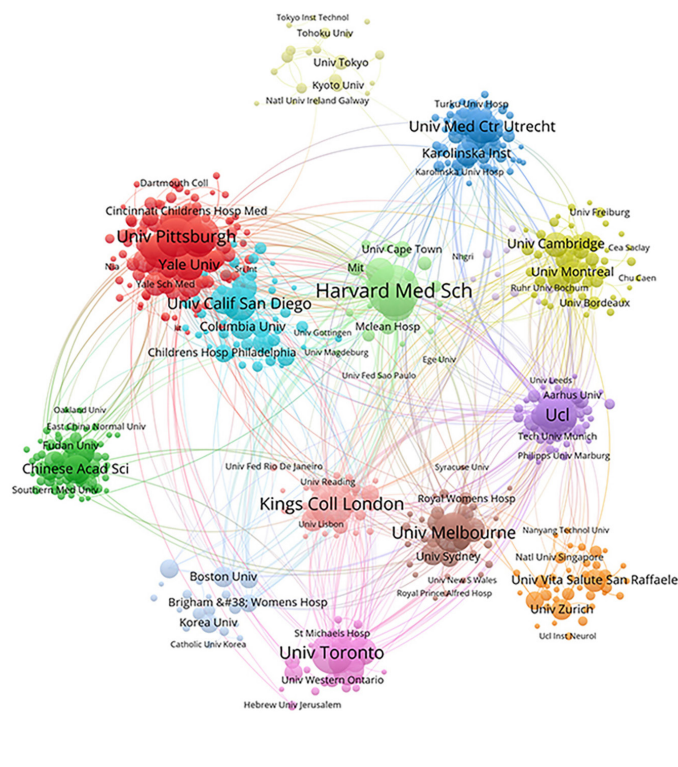 Tokyo Inst Technol
Tohoku Univ
Univ Tokyo
Kyoto Univ
Natl Univ Ireland Galway
Turku Univ Hosp
Univ Med Ctr Utrecht
Karolinska Inst
Karolinska Univ Hosp
Dartmouth Coll
Cincinnati Childrens Hosp Med
Univ Pittsburgh
Yale Univ
Nia
Yale Sch Med
Univ Calif San Diego
Columbia Univ
Childrens Hosp Philadelphia
Univ Cape Town
Mit
Harvard Med Sch
Mclean Hosp
Nhgri
Univ Gottingen
Univ Magdeburg
Ege Univ
Univ Fed Sao Paulo
Univ Freiburg
Univ Cambridge
Cea Saclay
Univ Montreal
Chu Caen
Ruhr Univ Bochum
Univ Bordeaux
Univ Leeds
Aarhus Univ
Ucl
Tech Univ Munich
Philipps Univ Marburg
Oakland Univ
East China Normal Univ
Fudan Univ
Chinese Acad Sci
Southern Med Univ
Univ Fed Rio De Janeiro
Univ Reading
Kings Coll London
Univ Lisbon
Syracuse Univ
Royal Womens Hosp
Univ Melbourne
Univ Sydney
Univ New S Wales
Royal Prince Alfred Hosp
Nanyang Technol Univ
Natl Univ Singapore
Univ Vita Salute San Raffaele
Univ Zurich
Ucl Inst Neurol
Boston Univ
Brigham &#38; Womens Hosp
Korea Univ
Catholic Univ Korea
St Michaels Hosp
Univ Toronto
Univ Western Ontario
Hebrew Univ Jerusalem